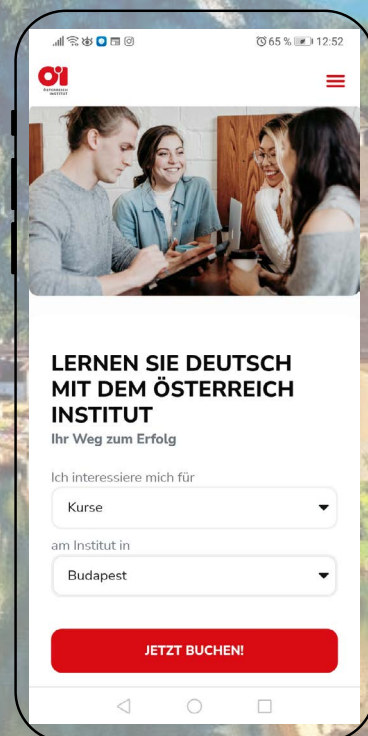 65 % 12:52
ÖI
ÖSTERREICH
INSTITUT
LERNEN SIE DEUTSCH
MIT DEM ÖSTERREICH
INSTITUT
Ihr Weg zum Erfolg
Ich interessiere mich für
Kurse
am Institut in
Budapest
JETZT BUCHEN!